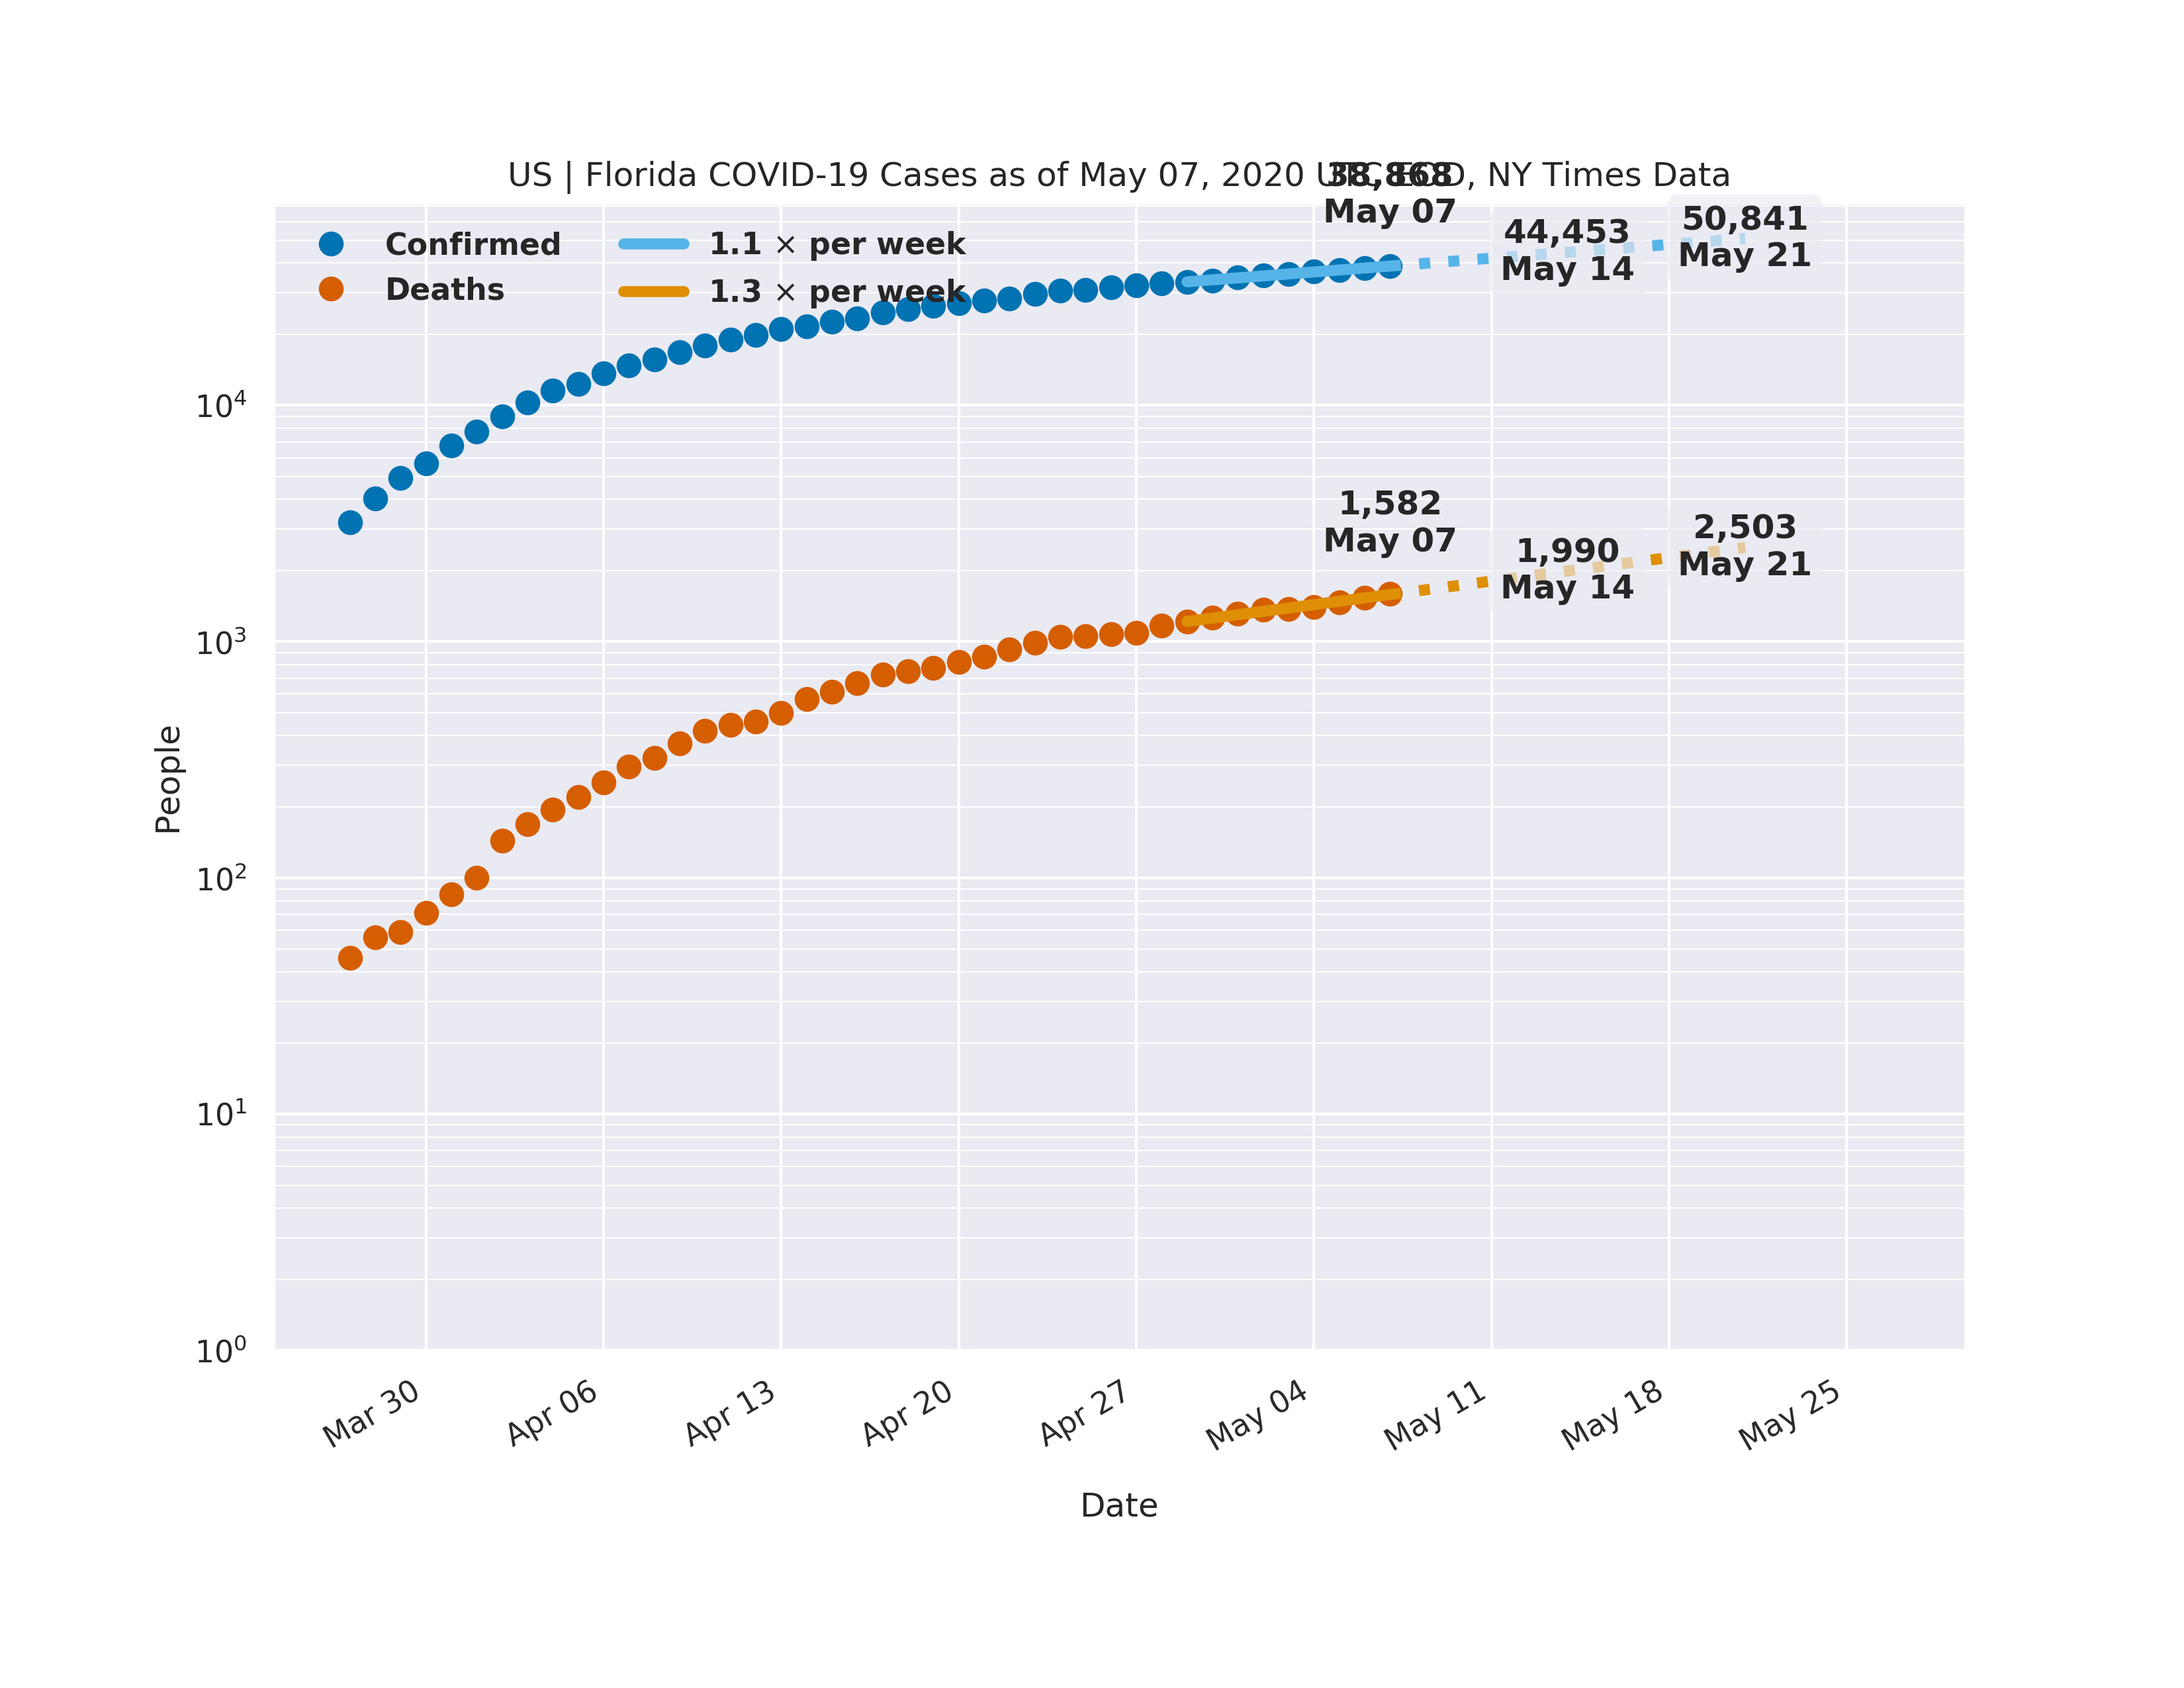 US | Florida COVID-19 Cases as of May 07, 2020 UTC EOD, NY Times Data
38,868
May 07
44,453
May 14
50,841
May 21
Confirmed
Deaths
1.1 × per week
1.3 × per week
1,582
May 07
1,990
May 14
2,503
May 21
10⁴
10³
10²
10¹
10⁰
People
Mar 30
Apr 06
Apr 13
Apr 20
Apr 27
May 04
May 11
May 18
May 25
Date